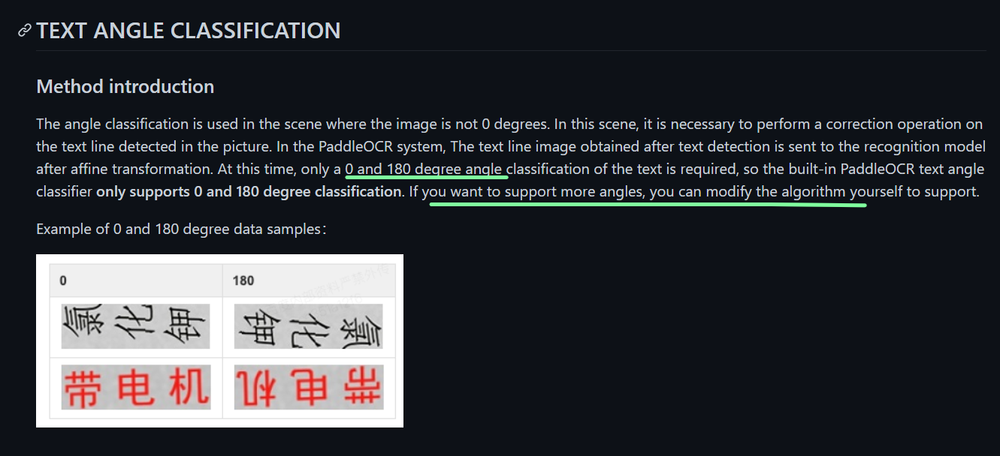 TEXT ANGLE CLASSIFICATION
Method introduction
The angle classification is used in the scene where the image is not 0 degrees. In this scene, it is necessary to perform a correction operation on
the text line detected in the picture. In the PaddleOCR system, The text line image obtained after text detection is sent to the recognition model
after affine transformation. At this time, only a 0 and 180 degree angle classification of the text is required, so the built-in PaddleOCR text angle
classifier only supports 0 and 180 degree classification. If you want to support more angles, you can modify the algorithm yourself to support.
Example of 0 and 180 degree data samples：
0 180
氯化钾 氯化钾
带电机 带电机